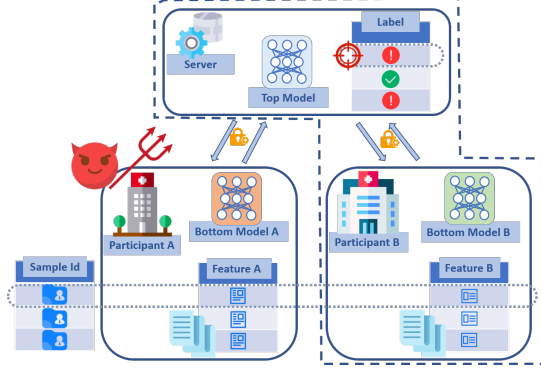 Label
Server
Top Model
Participant A
Bottom Model A
Participant B
Bottom Model B
Sample Id
Feature A
Feature B